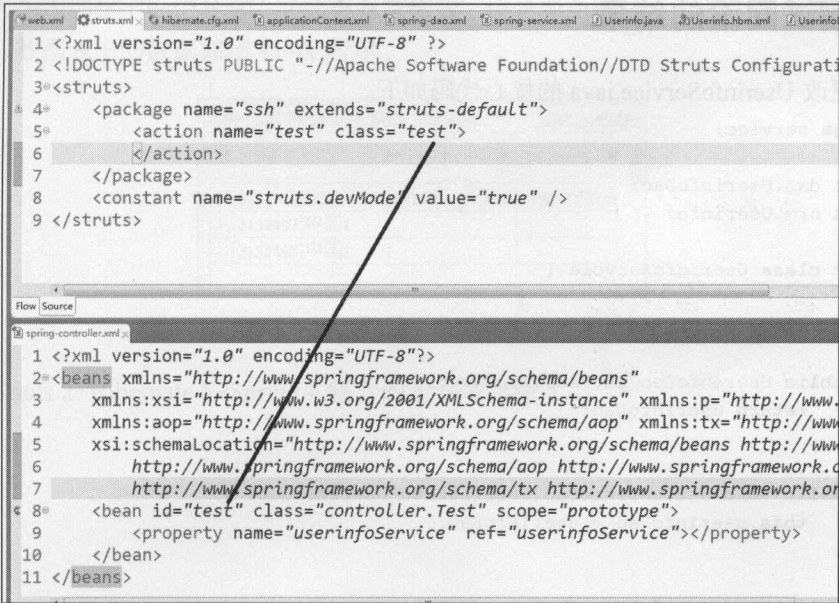 web.xml struts.xml hibernate.cfg.xml applicationContext.xml spring-dao.xml spring-service.xml Userinfo.java Userinfo.hbm.xml
1 <?xml version="1.0" encoding="UTF-8" ?>
2 <!DOCTYPE struts PUBLIC "-//Apache Software Foundation//DTD Struts Configurati
3 <struts>
4 <package name="ssh" extends="struts-default">
5 <action name="test" class="test">
6 </action>
7 </package>
8 <constant name="struts.devMode" value="true" />
9 </struts>
Flow Source
spring-controller.xml
1 <?xml version="1.0" encoding="UTF-8"?>
2 <beans xmlns="http://www.springframework.org/schema/beans"
3 xmlns:xsi="http://www.w3.org/2001/XMLSchema-instance" xmlns:p="http://www.
4 xmlns:aop="http://www.springframework.org/schema/aop" xmlns:tx="http://www
5 xsi:schemaLocation="http://www.springframework.org/schema/beans http://www
6 http://www.springframework.org/schema/aop http://www.springframework.o
7 http://www.springframework.org/schema/tx http://www.springframework.or
8 <bean id="test" class="controller.Test" scope="prototype">
9 <property name="userinfoService" ref="userinfoService"></property>
10 </bean>
11 </beans>